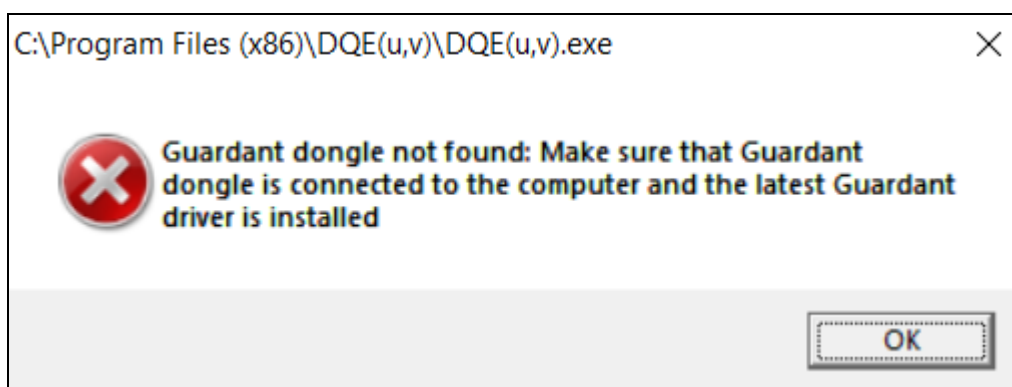 C:\Program Files (x86)\DQE(u,v)\DQE(u,v).exe
Guardant dongle not found: Make sure that Guardant
dongle is connected to the computer and the latest Guardant
driver is installed
OK